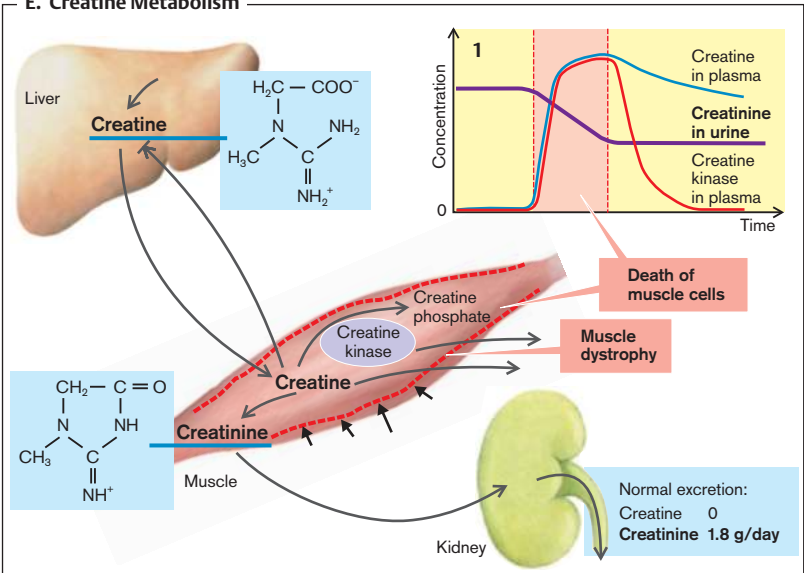 E. Creatine Metabolism
Liver
Creatine
H₂C — COO⁻
N
NH₂
H₃C
C
NH₂⁺
1
Concentration
0
Time
Creatine
in plasma
Creatinine
in urine
Creatine
kinase
in plasma
Death of
muscle cells
Muscle
dystrophy
Creatine
phosphate
Creatine
kinase
Creatine
Creatinine
Muscle
CH₂ — C = O
N
NH
CH₃
C
NH⁺
Kidney
Normal excretion:
Creatine 0
Creatinine 1.8 g/day